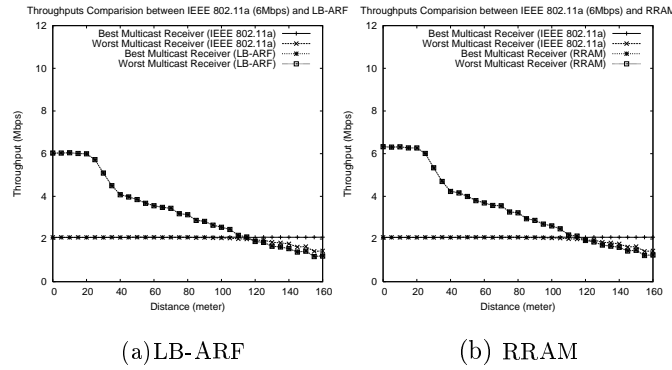 Throughputs Comparision between IEEE 802.11a (6Mbps) and LB-ARF
12
10
8
6
4
2
0
Throughput (Mbps)
Best Multicast Receiver (IEEE 802.11a)
Worst Multicast Receiver (IEEE 802.11a)
Best Multicast Receiver (LB-ARF)
Worst Multicast Receiver (LB-ARF)
0 20 40 60 80 100 120 140 160
Distance (meter)
(a) LB-ARF
Throughputs Comparision between IEEE 802.11a (6Mbps) and RRAM
12
10
8
6
4
2
0
Throughput (Mbps)
Best Multicast Receiver (IEEE 802.11a)
Worst Multicast Receiver (IEEE 802.11a)
Best Multicast Receiver (RRAM)
Worst Multicast Receiver (RRAM)
0 20 40 60 80 100 120 140 160
Distance (meter)
(b) RRAM